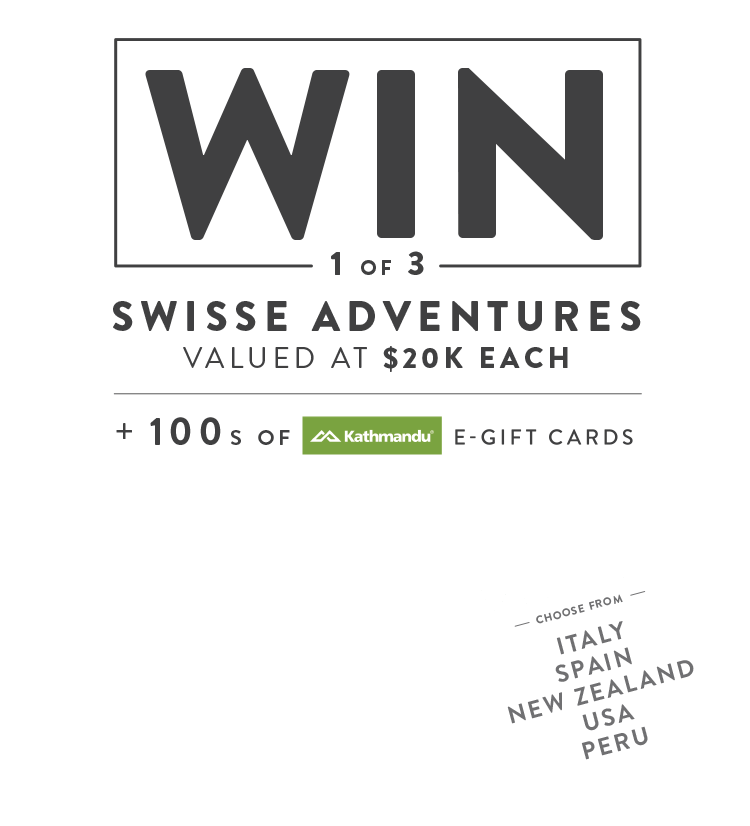 WIN
1 OF 3
SWISSE ADVENTURES
VALUED AT $20K EACH
+ 100s OF Kathmandu® E-GIFT CARDS
— CHOOSE FROM —
ITALY
SPAIN
NEW ZEALAND
USA
PERU